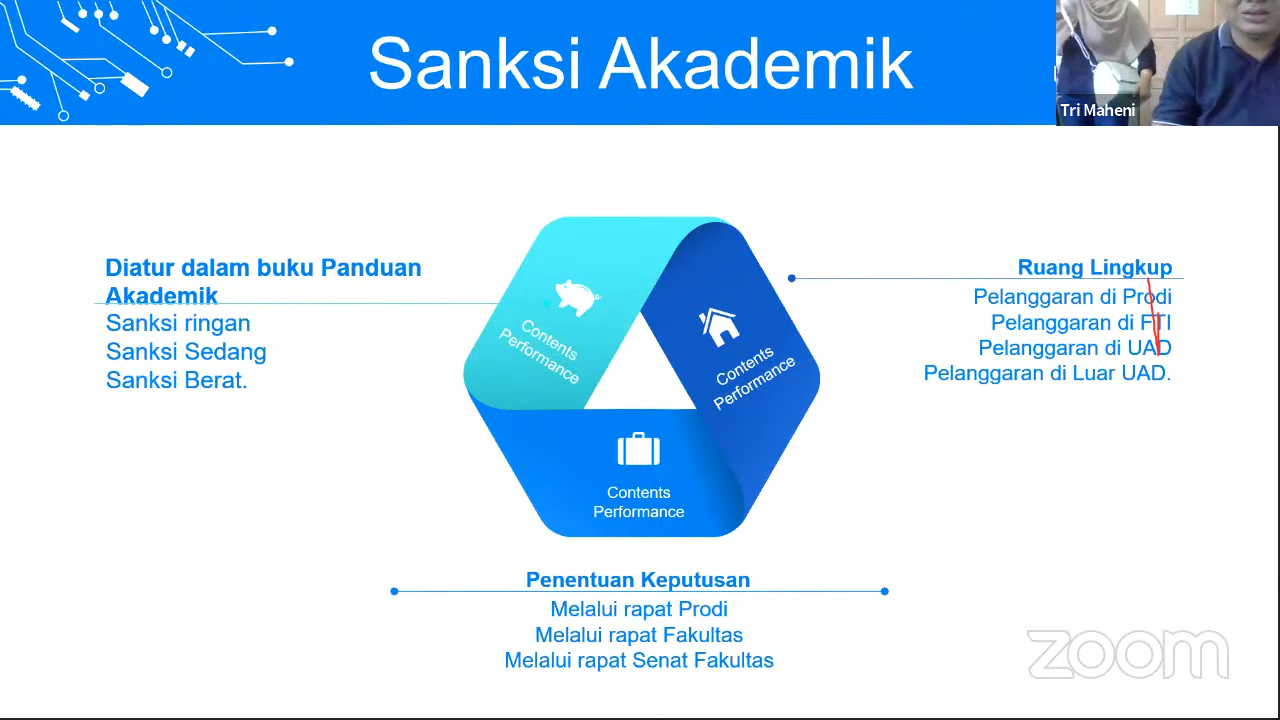 Sanksi Akademik
Tri Maheni
Diatur dalam buku Panduan
Akademik
Sanksi ringan
Sanksi Sedang
Sanksi Berat.
Contents
Performance
Contents
Performance
Contents
Performance
Ruang Lingkup
Pelanggaran di Prodi
Pelanggaran di FTI
Pelanggaran di UAD
Pelanggaran di Luar UAD.
Penentuan Keputusan
Melalui rapat Prodi
Melalui rapat Fakultas
Melalui rapat Senat Fakultas
zoom